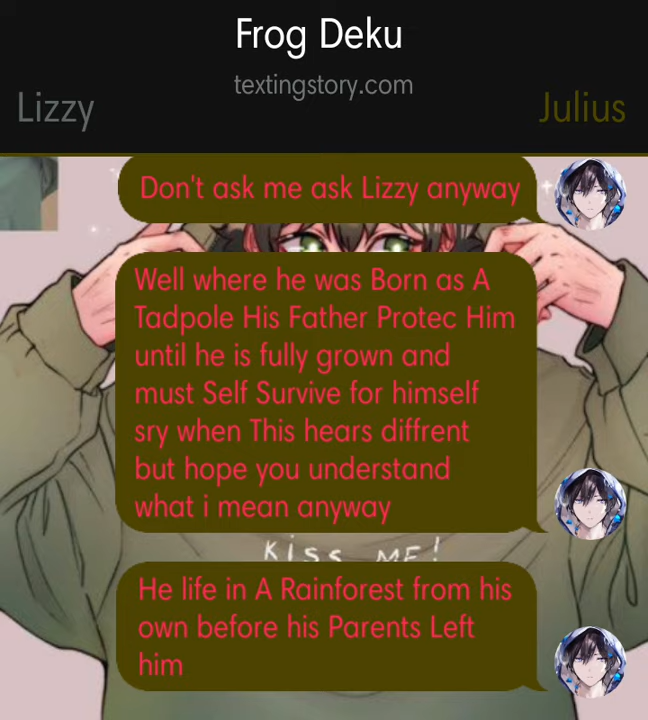 Frog Deku
textingstory.com
Lizzy
Julius
Don't ask me ask Lizzy anyway
Well where he was Born as A
Tadpole His Father Protec Him
until he is fully grown and
must Self Survive for himself
sry when This hears diffrent
but hope you understand
what i mean anyway
KISS ME!
He life in A Rainforest from his
own before his Parents Left
him